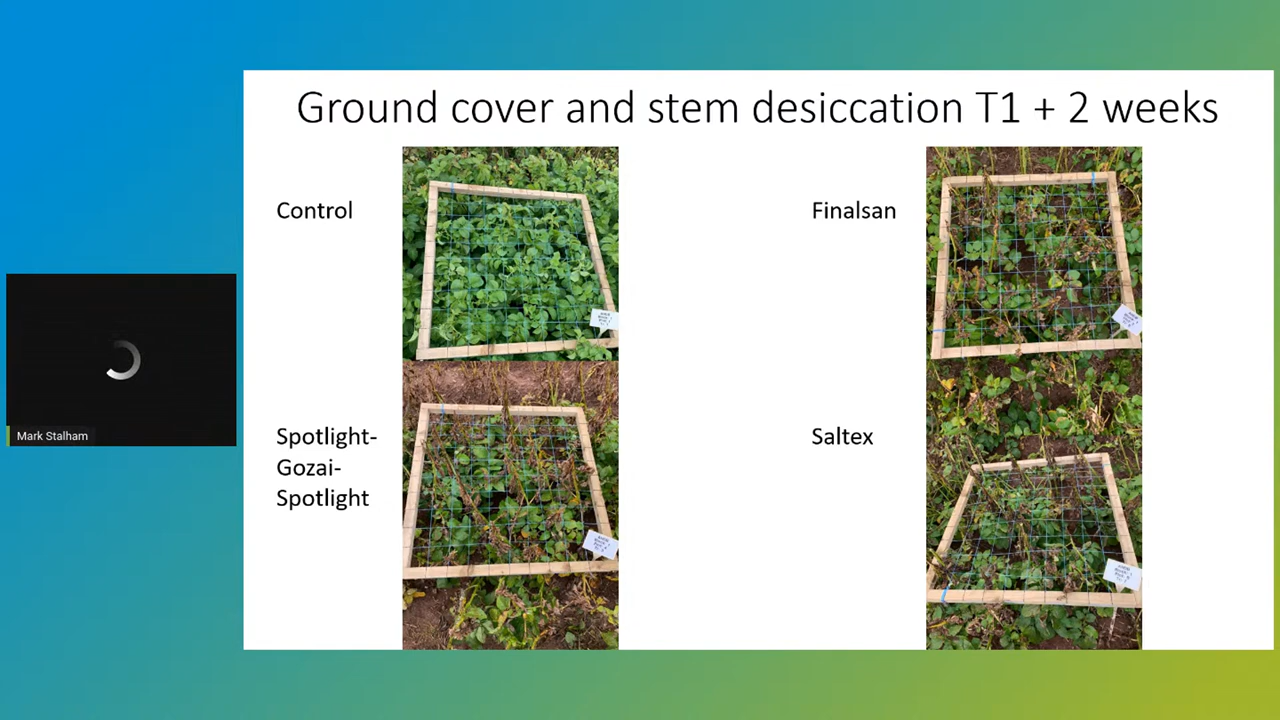 Ground cover and stem desiccation T1 + 2 weeks
Control
Finalsan
Spotlight-
Gozai-
Spotlight
Saltex
Mark Stalham